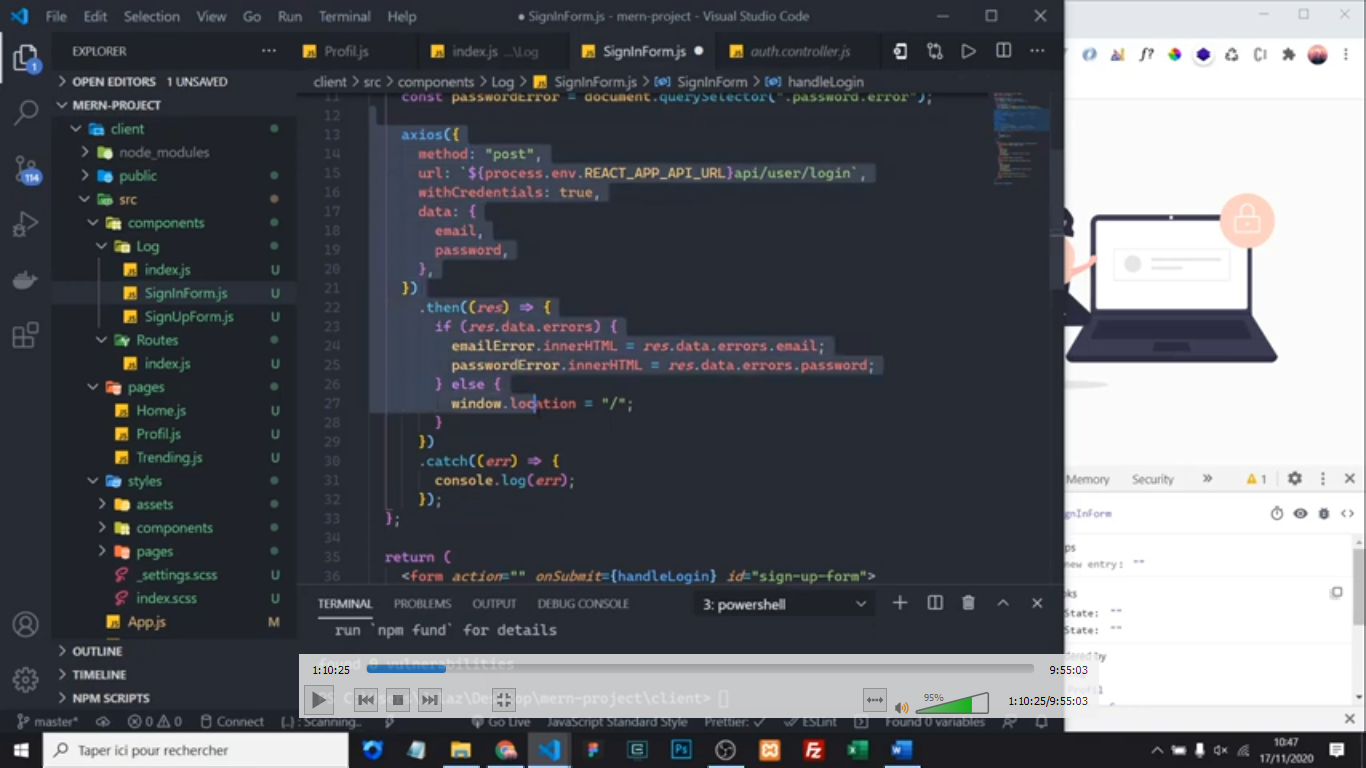 File Edit Selection View Go Run Terminal Help
● SignInForm.js - mern-project - Visual Studio Code
EXPLORER
OPEN EDITORS 1 UNSAVED
MERN-PROJECT
client
node_modules
public
src
components
Log
index.js U
SignInForm.js U
SignUpForm.js U
Routes
index.js U
pages
Home.js U
Profil.js U
Trending.js U
styles
assets
components
pages
_settings.scss U
index.scss U
App.js M
OUTLINE
TIMELINE
NPM SCRIPTS
1
114
Profil.js index.js ...\Log SignInForm.js ● auth.controller.js
client > src > components > Log > SignInForm.js > SignInForm > handleLogin
11 const passwordError = document.querySelector(".password.error");
12
13 axios({
14 method: "post",
15 url: `${process.env.REACT_APP_API_URL}api/user/login`,
16 withCredentials: true,
17 data: {
18 email,
19 password,
20 },
21 })
22 .then((res) => {
23 if (res.data.errors) {
24 emailError.innerHTML = res.data.errors.email;
25 passwordError.innerHTML = res.data.errors.password;
26 } else {
27 window.location = "/";
28 }
29 })
30 .catch((err) => {
31 console.log(err);
32 });
33 };
34
35 return (
36 <form action="" onSubmit={handleLogin} id="sign-up-form">
TERMINAL PROBLEMS OUTPUT DEBUG CONSOLE 3: powershell
run `npm fund` for details
vulnerabilities
\Desktop\mern-project\client>
1:10:25 9:55:03
95% 1:10:25/9:55:03
master* 0 0 Connect Scanning.. Go Live JavaScript Standard Style Prettier: ✓ ESLint Found 0 variables
f?
Memory Security » 1
gnInForm
ps
new entry: ""
oks
State: ""
State: ""
dered by
Profil
Taper ici pour rechercher
10:47
17/11/2020